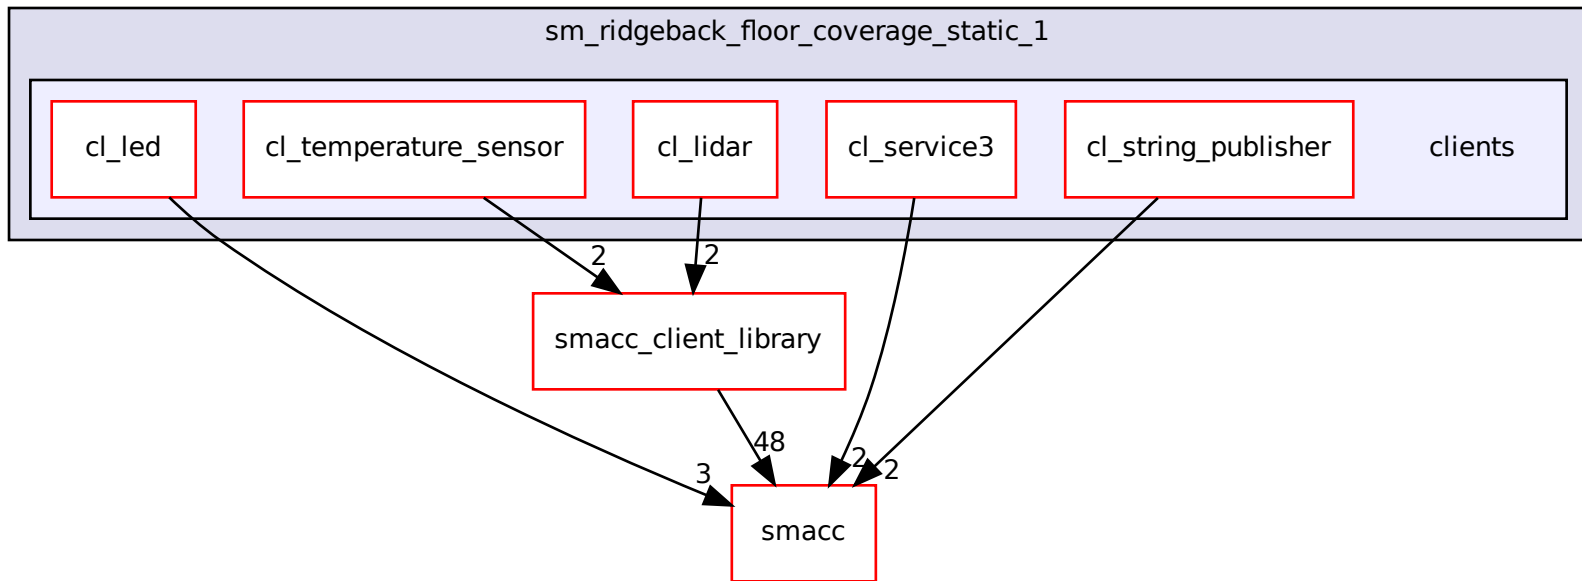 sm_ridgeback_floor_coverage_static_1
cl_led
cl_temperature_sensor
cl_lidar
cl_service3
cl_string_publisher
clients
2
2
smacc_client_library
48
3
2
2
smacc